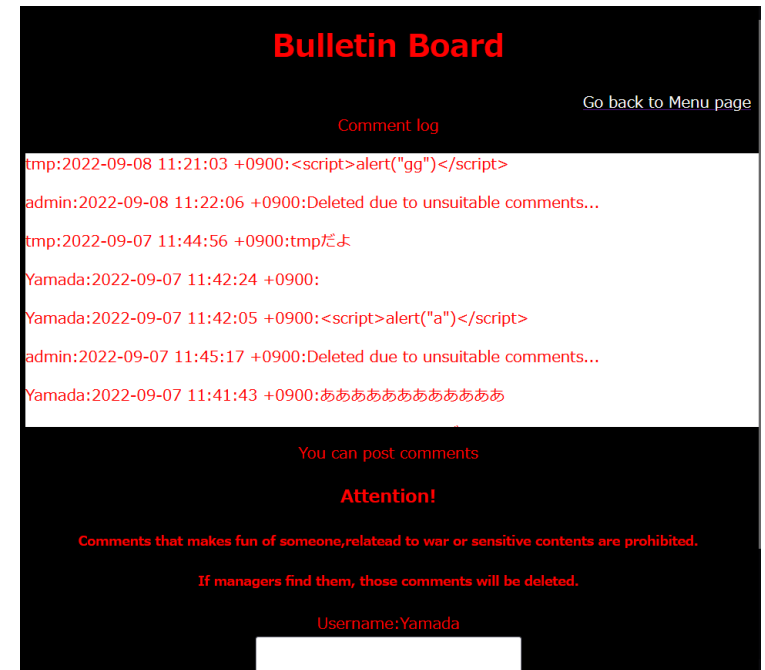 Bulletin Board
Go back to Menu page
Comment log
tmp:2022-09-08 11:21:03 +0900:<script>alert("gg")</script>
admin:2022-09-08 11:22:06 +0900:Deleted due to unsuitable comments...
tmp:2022-09-07 11:44:56 +0900:tmpだよ
Yamada:2022-09-07 11:42:24 +0900:
Yamada:2022-09-07 11:42:05 +0900:<script>alert("a")</script>
admin:2022-09-07 11:45:17 +0900:Deleted due to unsuitable comments...
Yamada:2022-09-07 11:41:43 +0900:ああああああああああああ
You can post comments
Attention!
Comments that makes fun of someone,relatead to war or sensitive contents are prohibited.
If managers find them, those comments will be deleted.
Username:Yamada